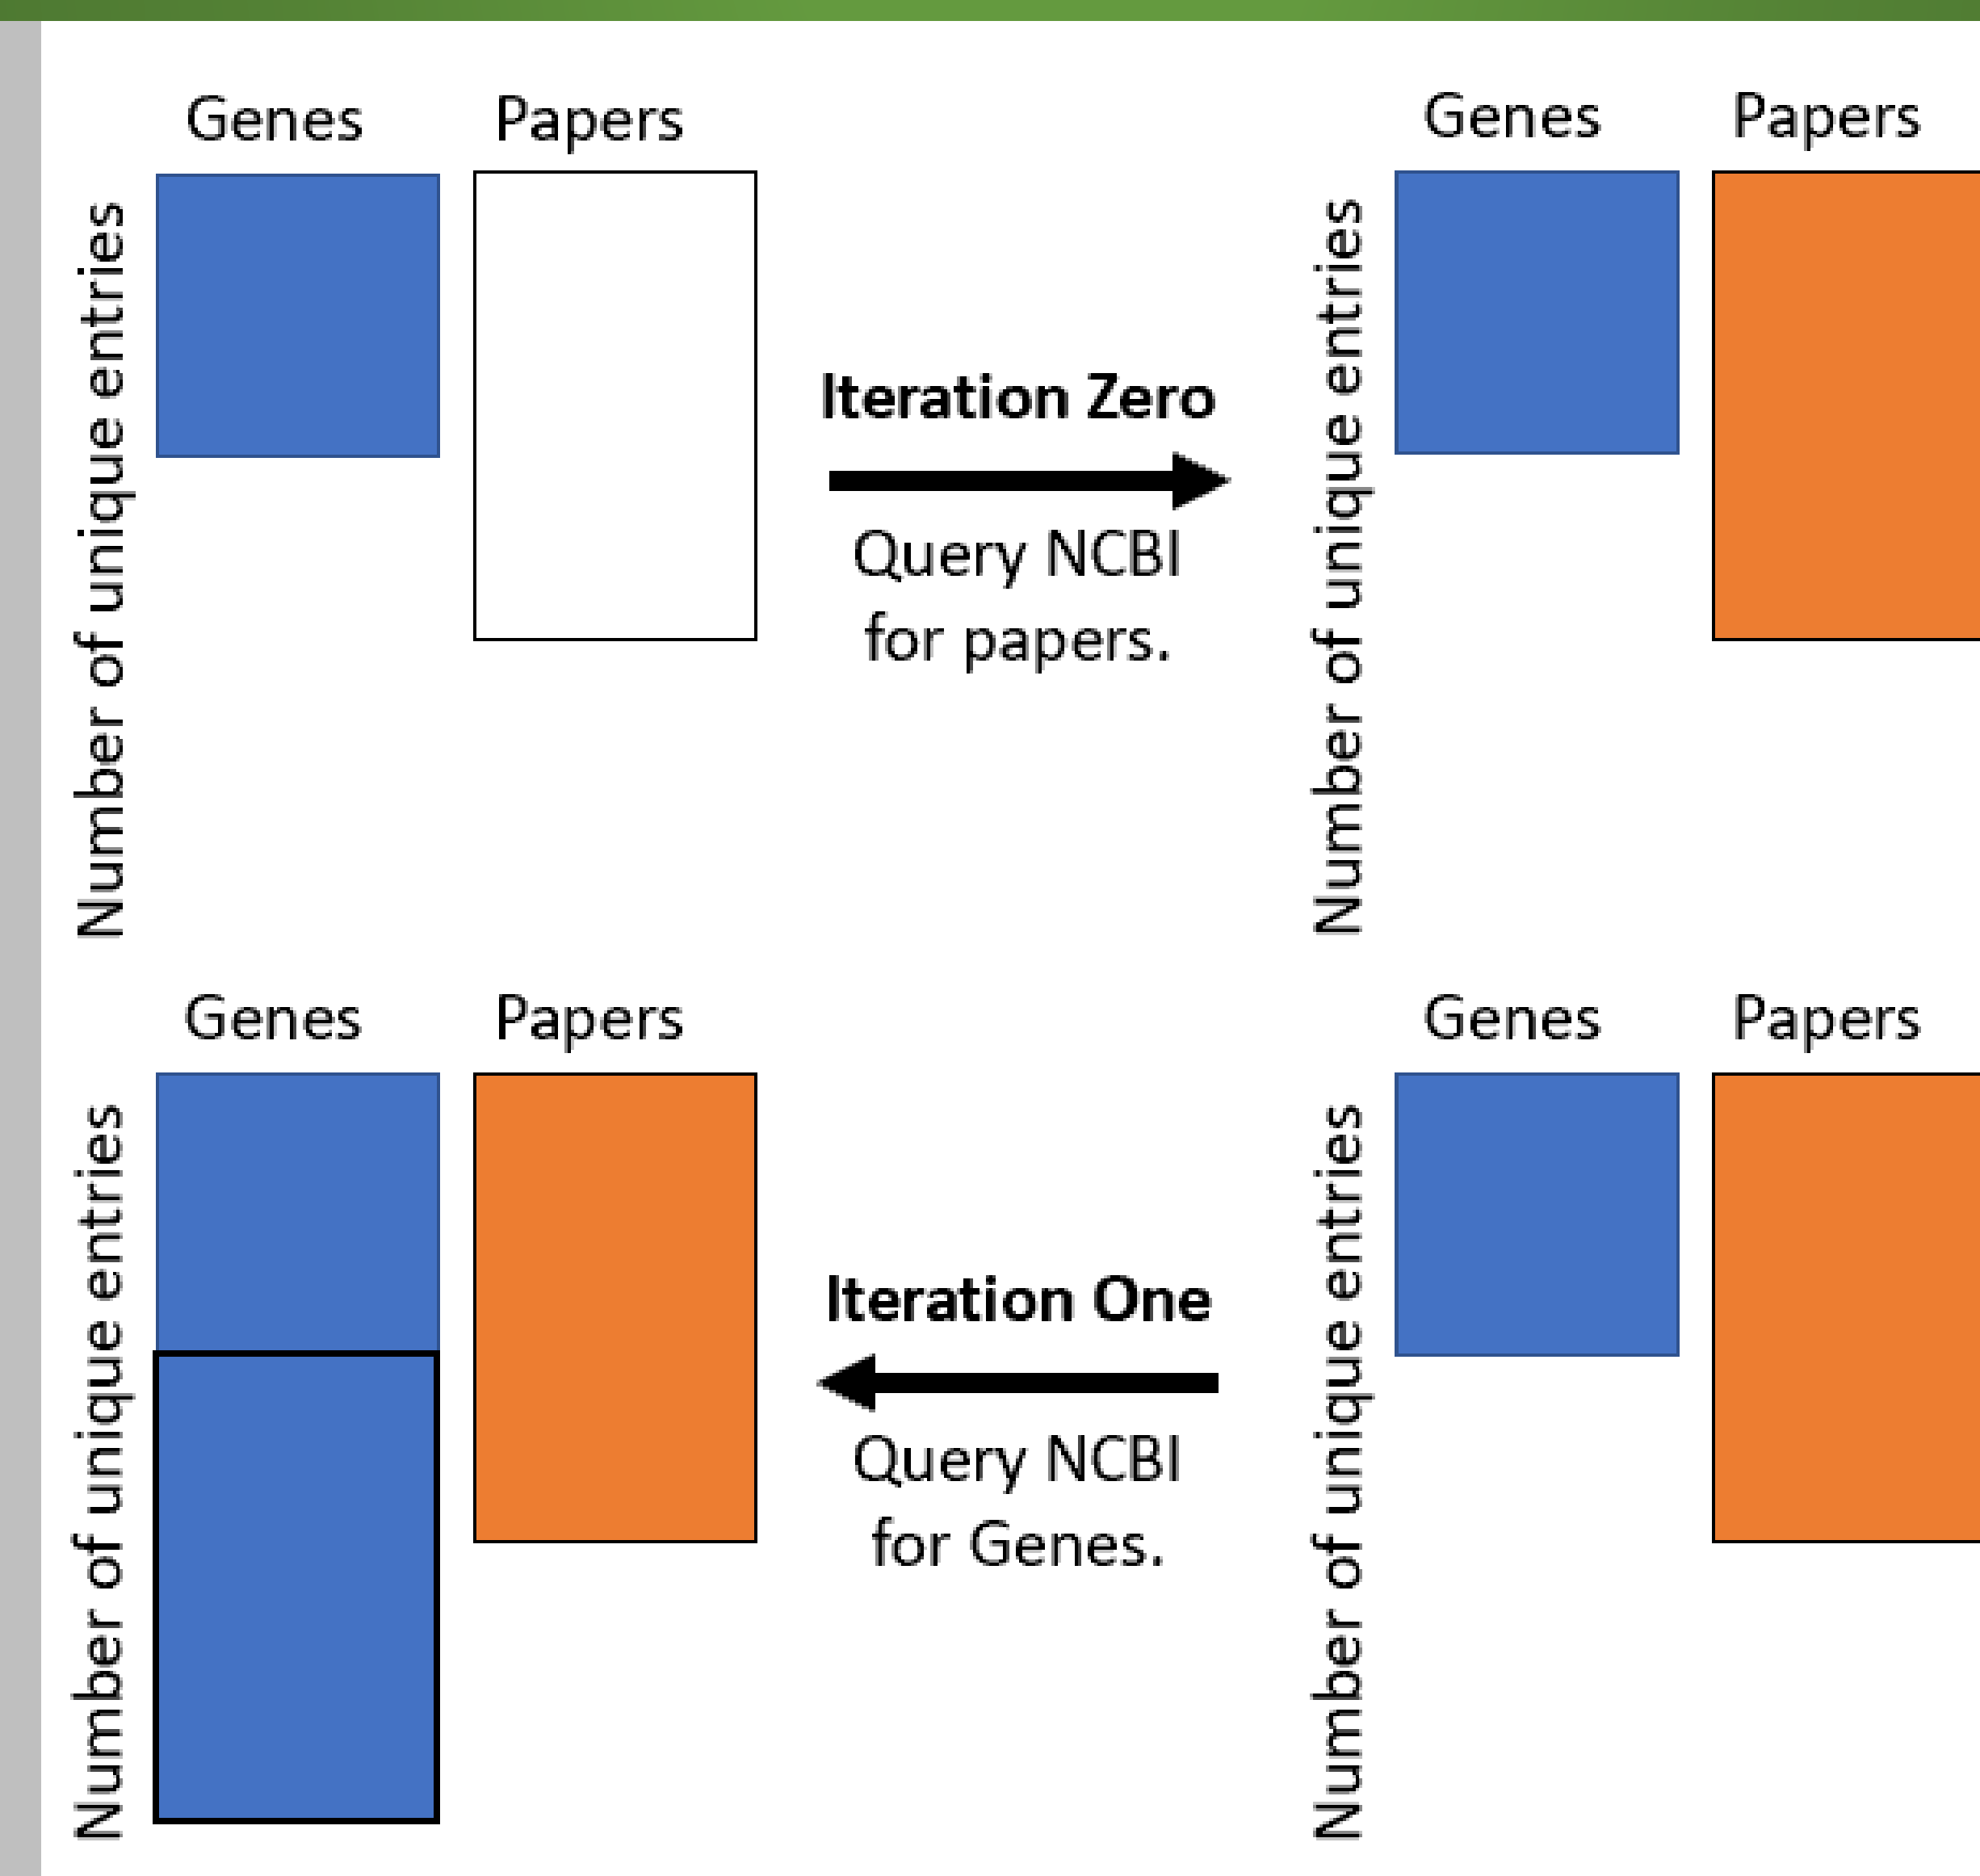 Genes Papers
Number of unique entries
Iteration Zero
Query NCBI
for papers.
Genes Papers
Number of unique entries
Genes Papers
Number of unique entries
Iteration One
Query NCBI
for Genes.
Genes Papers
Number of unique entries